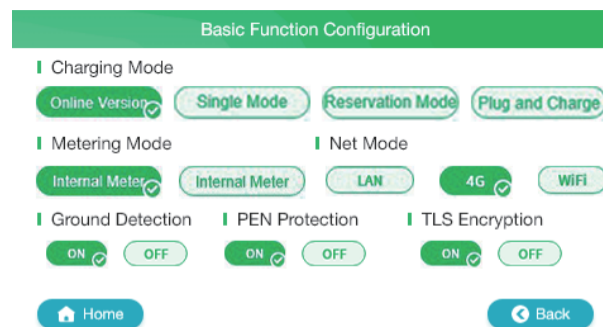 Basic Function Configuration
Charging Mode
Online Version Single Mode Reservation Mode Plug and Charge
Metering Mode Net Mode
Internal Meter Internal Meter LAN 4G WiFi
Ground Detection PEN Protection TLS Encryption
ON OFF ON OFF ON OFF
Home Back